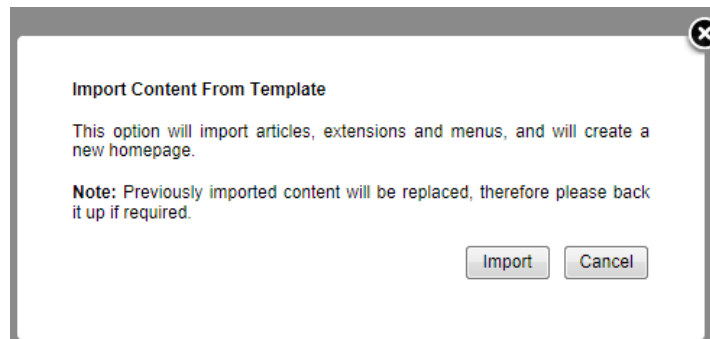 Import Content From Template
This option will import articles, extensions and menus, and will create a
new homepage.
Note: Previously imported content will be replaced, therefore please back
it up if required.
Import Cancel